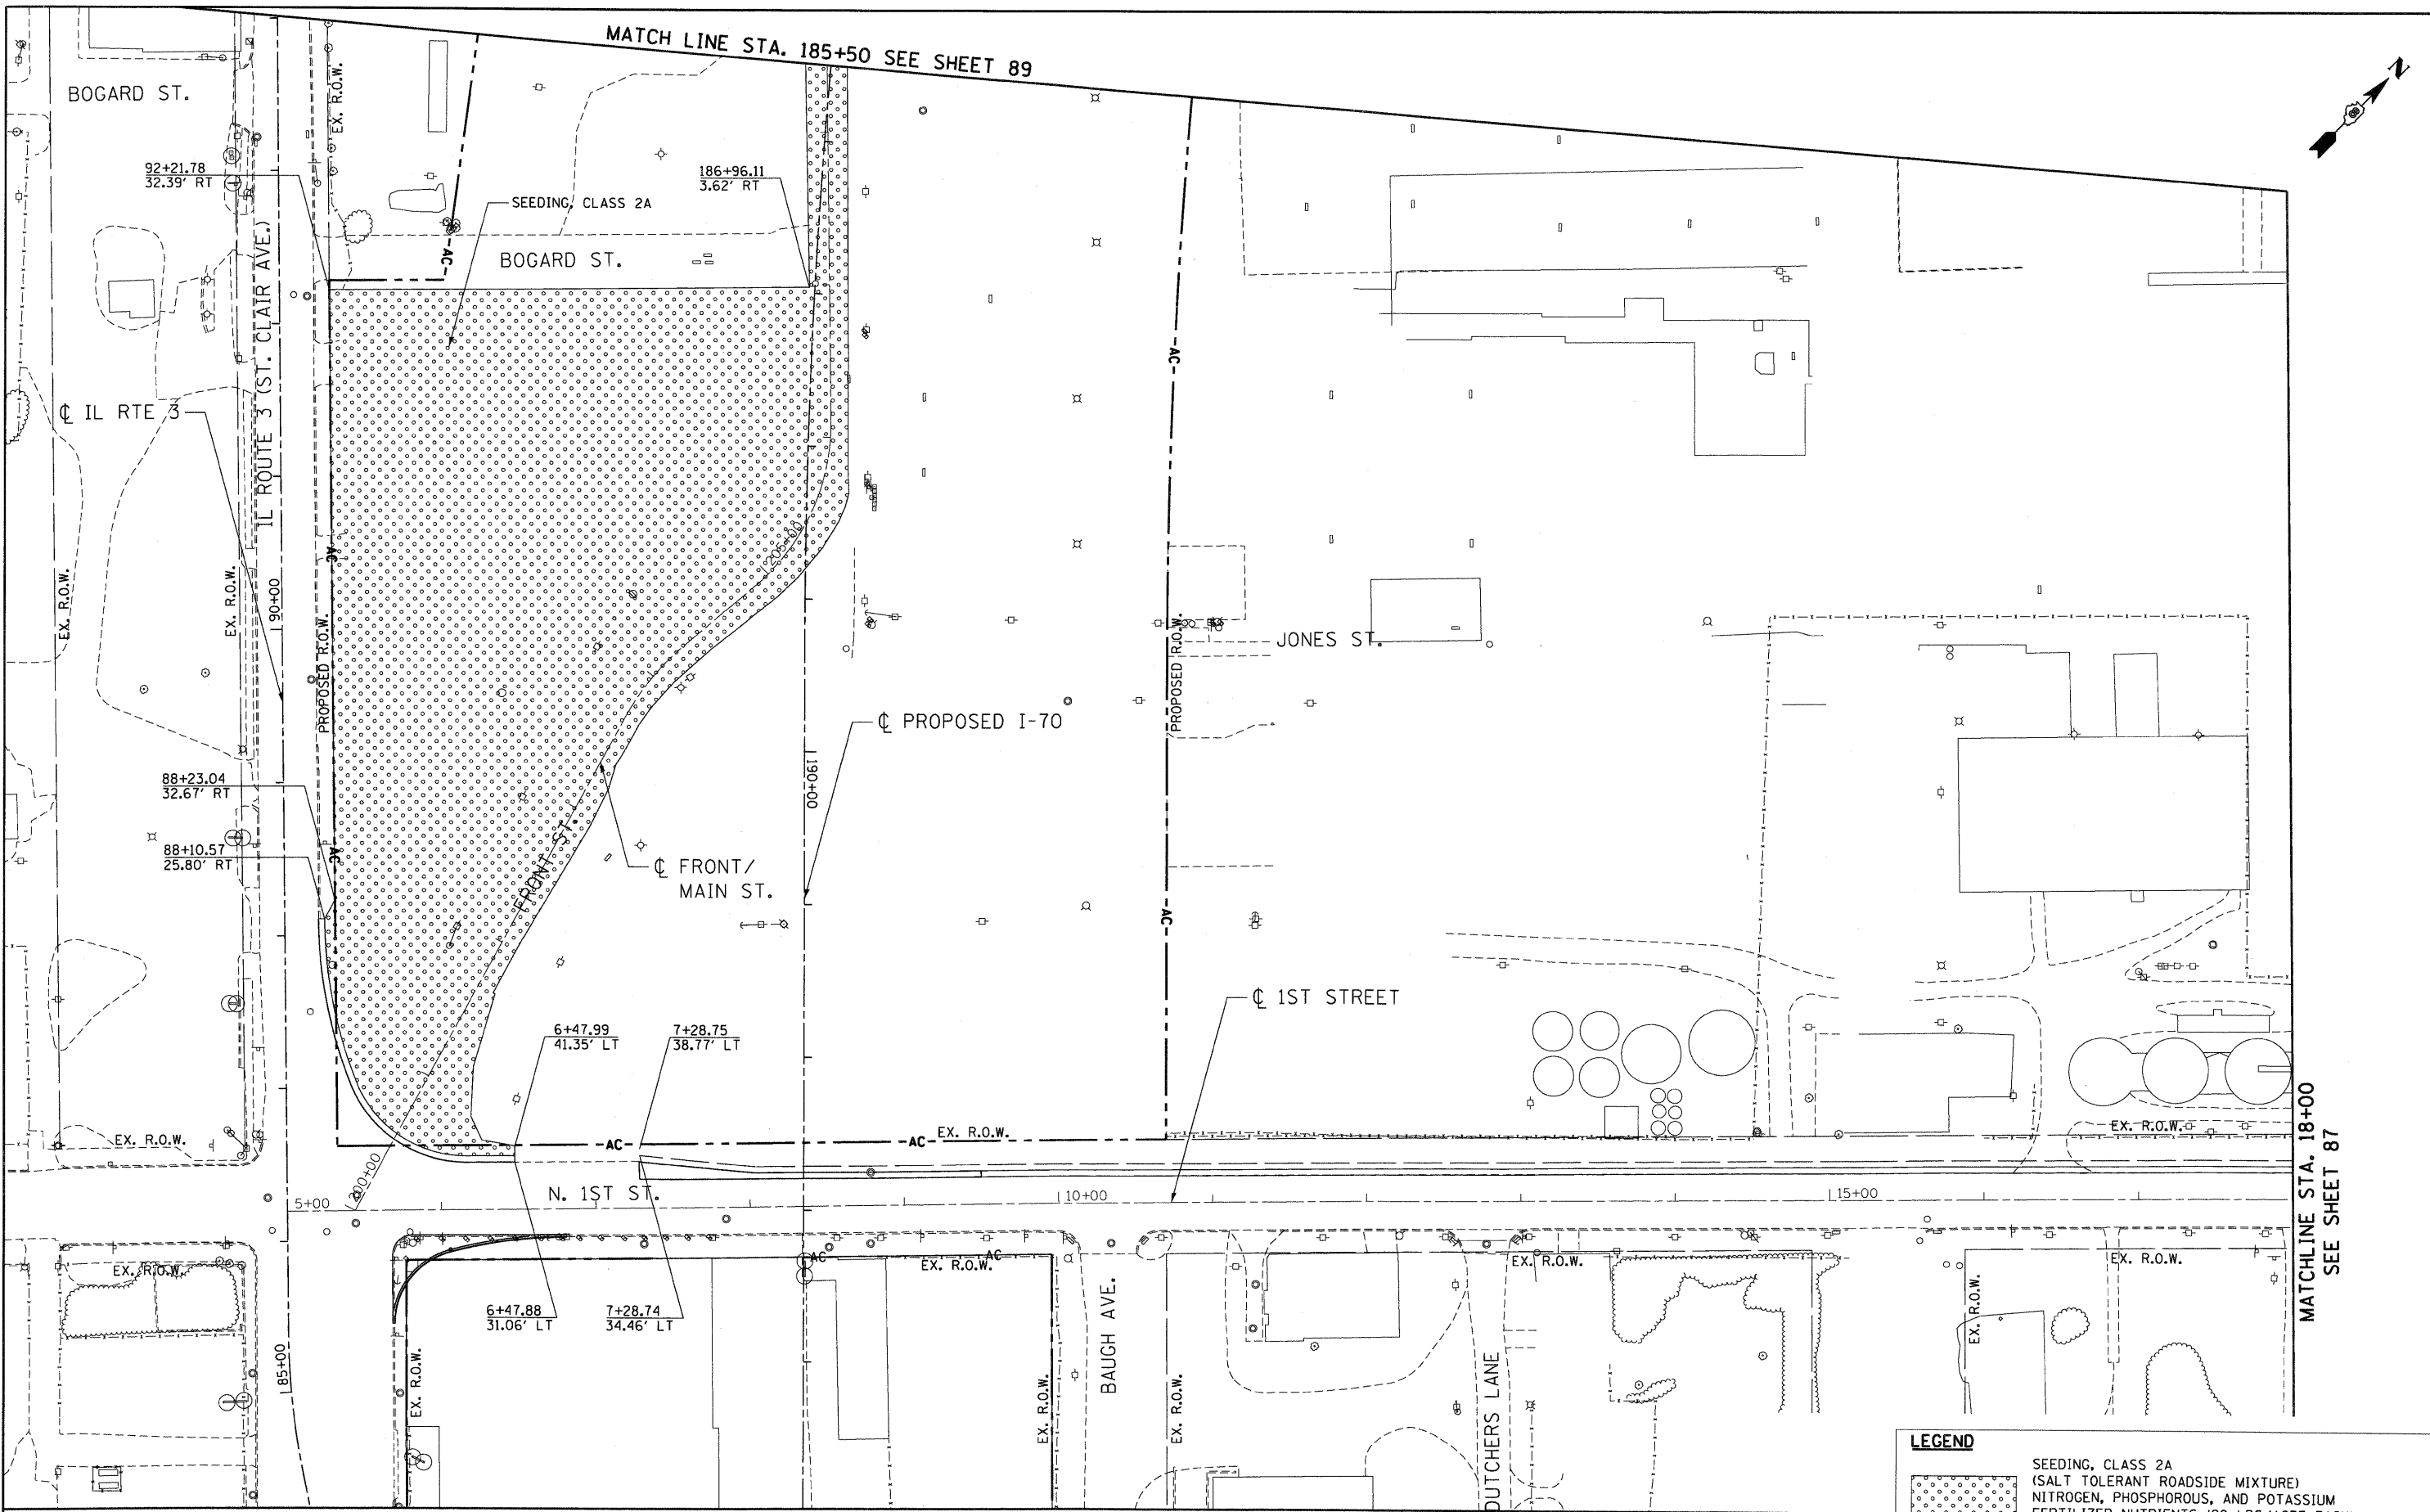 MATCH LINE STA. 185+50 SEE SHEET 89
N
BOGARD ST.
EX. R.O.W.
92+21.78
32.39' RT
186+96.11
3.62' RT
SEEDING, CLASS 2A
AC
BOGARD ST.
IL ROUTE 3 (ST. CLAIR AVE.)
℄ IL RTE 3
AC
205+00
AC
EX. R.O.W.
EX. R.O.W.
90+00
PROPOSED R.O.W.
PROPOSED R.O.W.
JONES ST.
℄ PROPOSED I-70
190+00
88+23.04
32.67' RT
88+10.57
25.80' RT
AC
FRONT ST.
℄ FRONT/
MAIN ST.
AC
℄ 1ST STREET
6+47.99
41.35' LT
7+28.75
38.77' LT
EX. R.O.W.
AC
AC
EX. R.O.W.
EX. R.O.W.
MATCHLINE STA. 18+00
SEE SHEET 87
200+00
5+00
N. 1ST ST.
10+00
15+00
EX. R.O.W.
AC
EX. R.O.W.
AC
EX. R.O.W.
EX. R.O.W.
6+47.88
31.06' LT
7+28.74
34.46' LT
85+00
EX. R.O.W.
EX. R.O.W.
BAUGH AVE.
EX. R.O.W.
DUTCHERS LANE
EX. R.O.W.
LEGEND
SEEDING, CLASS 2A
(SALT TOLERANT ROADSIDE MIXTURE)
NITROGEN, PHOSPHOROUS, AND POTASSIUM